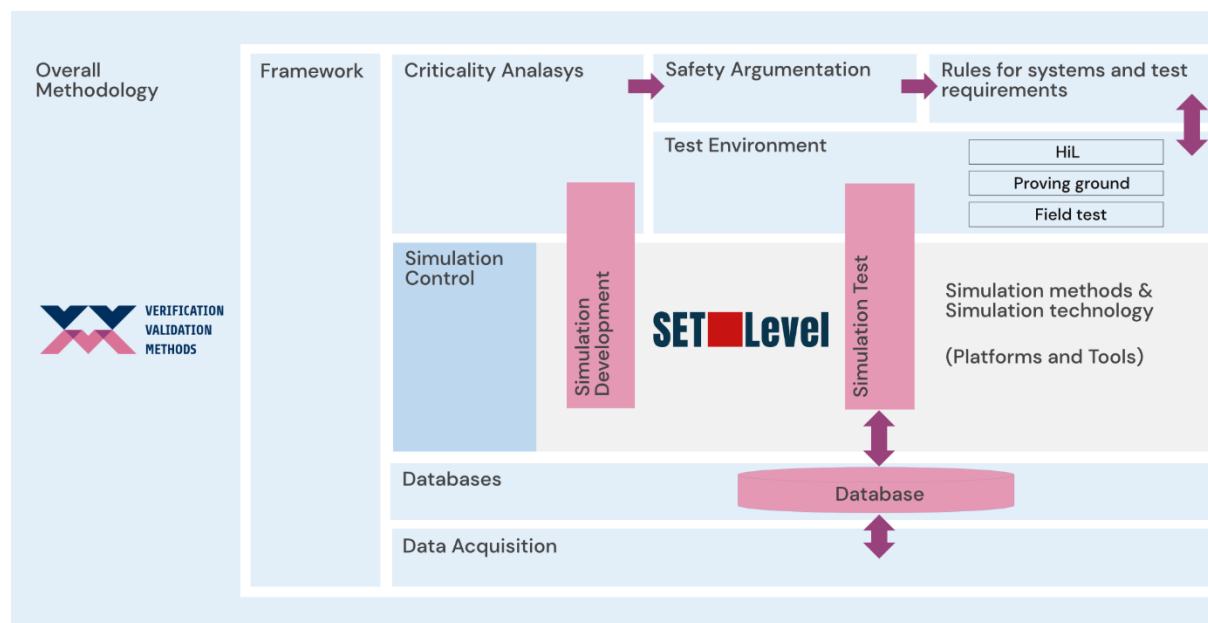 Overall
Methodology
VERIFICATION
VALIDATION
METHODS
Framework
Criticality Analasys
Safety Argumentation
Rules for systems and test
requirements
Test Environment
HiL
Proving ground
Field test
Simulation
Control
Simulation
Development
SET Level
Simulation Test
Simulation methods &
Simulation technology
(Platforms and Tools)
Databases
Database
Data Acquisition